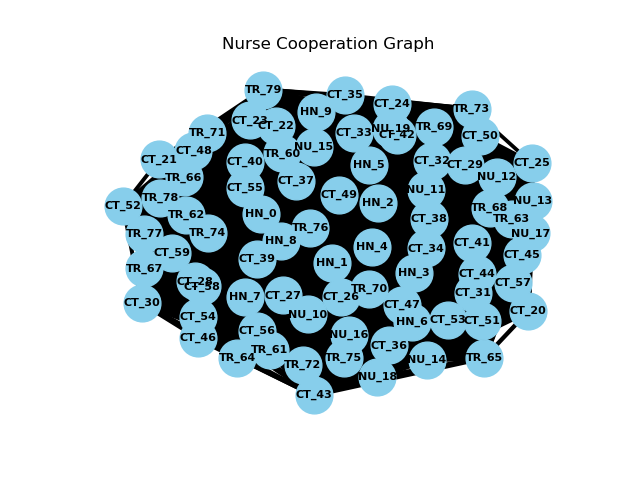 Nurse Cooperation Graph
TR_79
CT_35
CT_24
TR_73
HN_9
CT_23
CT_22
NU_19
TR_69
CT_42
CT_50
TR_71
CT_33
NU_15
CT_48
TR_60
CT_21
CT_40
HN_5
CT_32
CT_29
CT_25
TR_66
CT_37
NU_12
CT_55
NU_11
TR_78
CT_49
HN_2
CT_52
TR_68
NU_13
TR_62
HN_0
CT_38
TR_63
TR_77
TR_74
TR_76
NU_17
HN_8
CT_41
HN_4
CT_34
CT_59
CT_39
CT_45
TR_67
HN_1
HN_3
CT_44
CT_28
CT_58
CT_57
TR_70
CT_31
HN_7
CT_27
CT_26
CT_30
CT_47
CT_20
NU_10
CT_54
HN_6
CT_53
CT_51
CT_56
NU_16
CT_46
CT_36
TR_61
TR_64
TR_75
NU_14
TR_65
TR_72
NU_18
CT_43